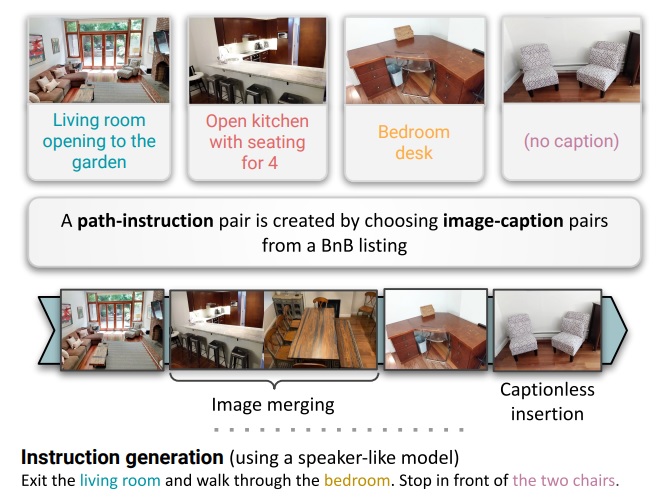 Living room
opening to the
garden
Open kitchen
with seating
for 4
Bedroom
desk
(no caption)
A path-instruction pair is created by choosing image-caption pairs
from a BnB listing
Image merging
Captionless
insertion
Instruction generation (using a speaker-like model)
Exit the living room and walk through the bedroom. Stop in front of the two chairs.